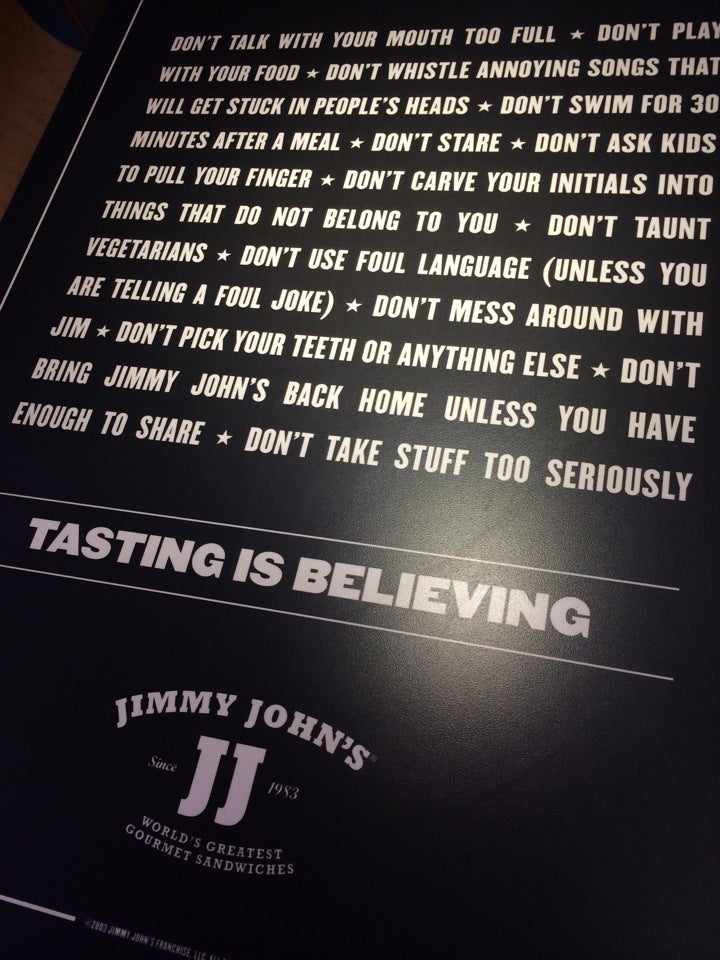 DON'T TALK WITH YOUR MOUTH TOO FULL ★ DON'T PLAY
WITH YOUR FOOD ★ DON'T WHISTLE ANNOYING SONGS THAT
WILL GET STUCK IN PEOPLE'S HEADS ★ DON'T SWIM FOR 30
MINUTES AFTER A MEAL ★ DON'T STARE ★ DON'T ASK KIDS
TO PULL YOUR FINGER ★ DON'T CARVE YOUR INITIALS INTO
THINGS THAT DO NOT BELONG TO YOU ★ DON'T TAUNT
VEGETARIANS ★ DON'T USE FOUL LANGUAGE (UNLESS YOU
ARE TELLING A FOUL JOKE) ★ DON'T MESS AROUND WITH
JIM ★ DON'T PICK YOUR TEETH OR ANYTHING ELSE ★ DON'T
BRING JIMMY JOHN'S BACK HOME UNLESS YOU HAVE
ENOUGH TO SHARE ★ DON'T TAKE STUFF TOO SERIOUSLY
TASTING IS BELIEVING
JIMMY JOHN'S®
Since JJ 1983
WORLD'S GREATEST
GOURMET SANDWICHES
©2003 JIMMY JOHN'S FRANCHISE, LLC